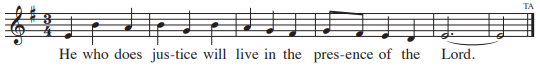 TA
He who does jus-tice will live in the pres-ence of the Lord.